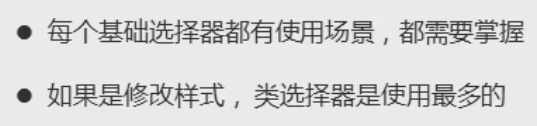 ● 每个基础选择器都有使用场景，都需要掌握
● 如果是修改样式，类选择器是使用最多的